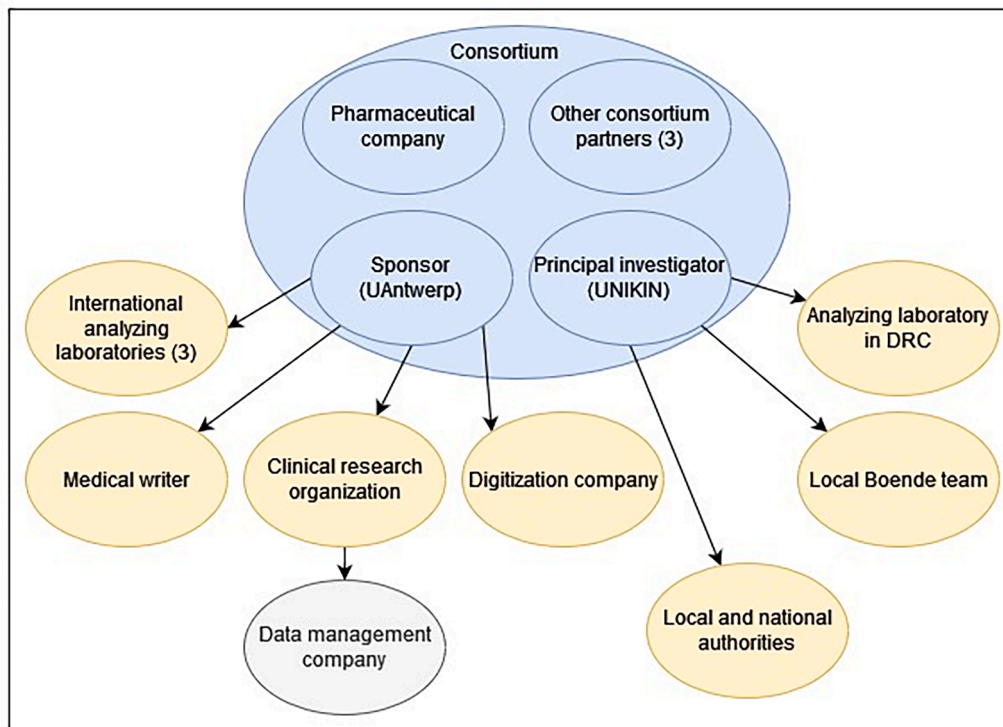 Consortium
Pharmaceutical
company
Other consortium
partners (3)
Sponsor
(UAntwerp)
Principal investigator
(UNIKIN)
International
analyzing
laboratories (3)
Analyzing laboratory
in DRC
Medical writer
Clinical research
organization
Digitization company
Local Boende team
Data management
company
Local and national
authorities